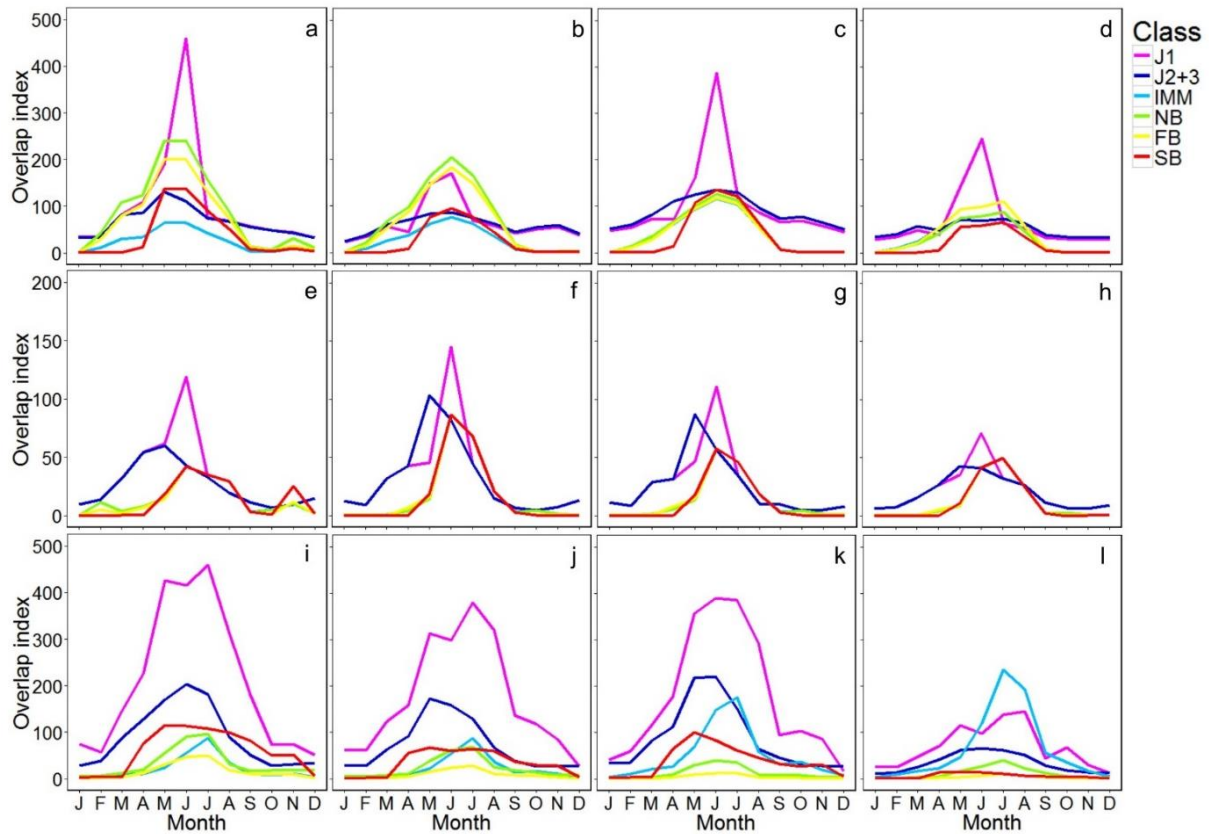 500
400
300
200
100
0
Overlap index
a
b
c
d
Class
J1
J2+3
IMM
NB
FB
SB
200
150
100
50
0
Overlap index
e
f
g
h
500
400
300
200
100
0
Overlap index
i
j
k
l
J F M A M J J A S O N D
J F M A M J J A S O N D
J F M A M J J A S O N D
J F M A M J J A S O N D
Month
Month
Month
Month